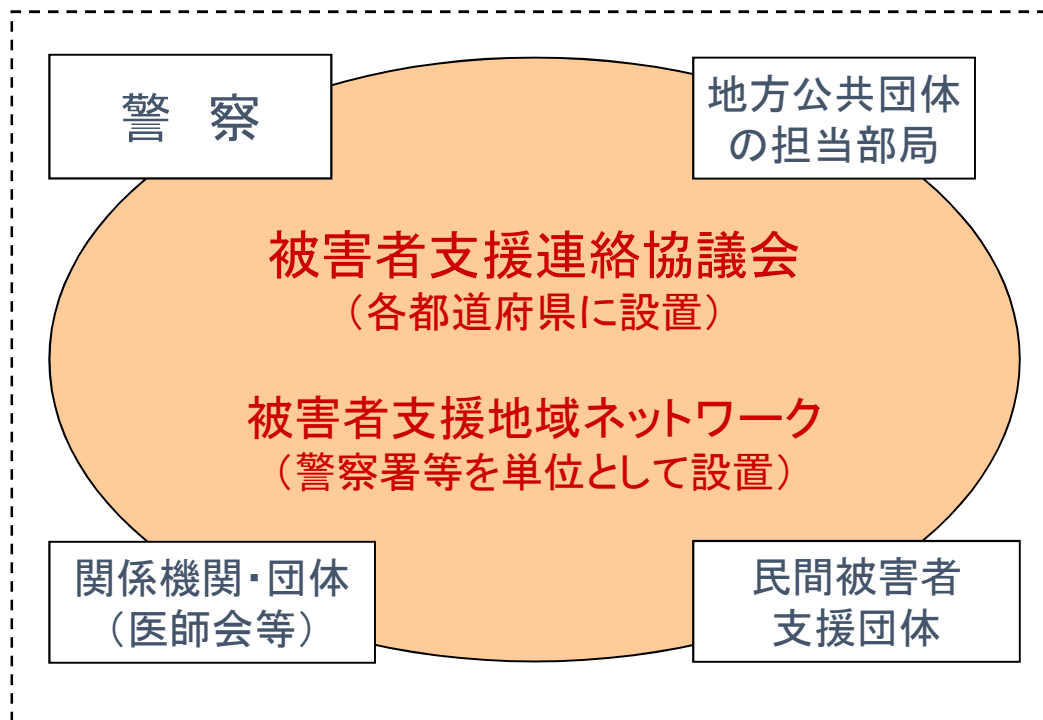 警　察
地方公共団体
の担当部局
被害者支援連絡協議会
（各都道府県に設置）
被害者支援地域ネットワーク
（警察署等を単位として設置）
関係機関・団体
（医師会等）
民間被害者
支援団体